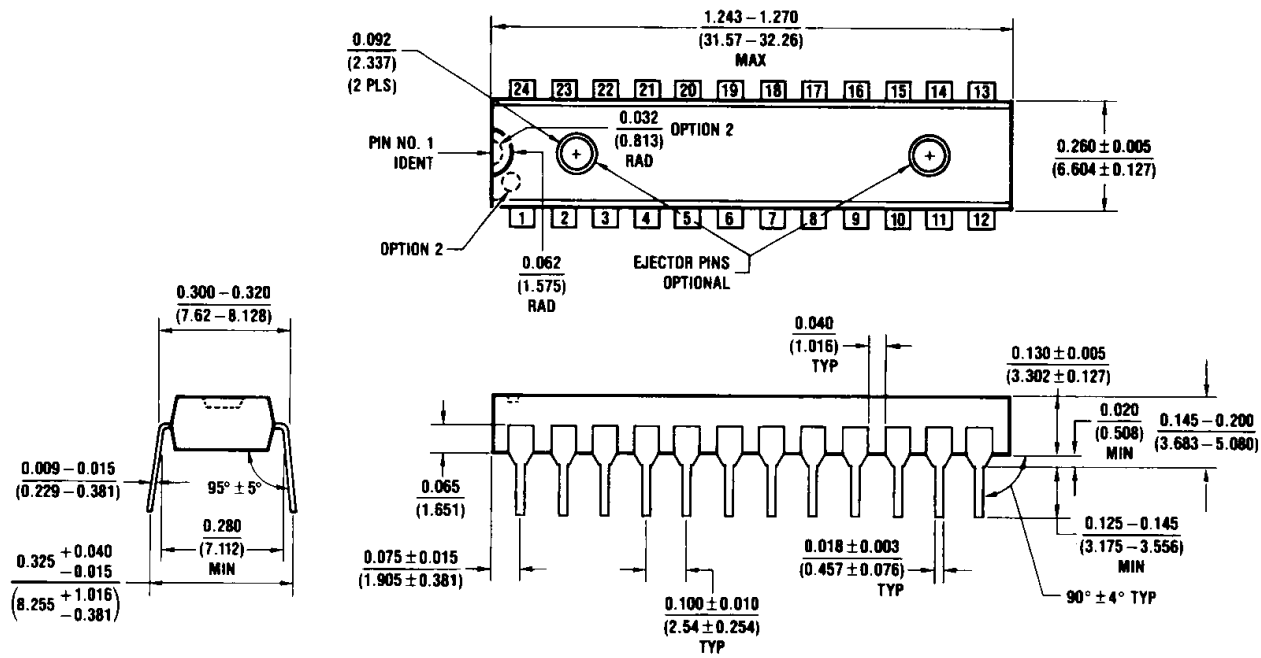 1.243 – 1.270
(31.57 – 32.26)
MAX
0.092
(2.337)
(2 PLS)
24 23 22 21 20 19 18 17 16 15 14 13
0.032
(0.813)
RAD
OPTION 2
PIN NO. 1
IDENT
0.260 ± 0.005
(6.604 ± 0.127)
1 2 3 4 5 6 7 8 9 10 11 12
OPTION 2
0.062
(1.575)
RAD
EJECTOR PINS
OPTIONAL
0.300 – 0.320
(7.62 – 8.128)
0.040
(1.016)
TYP
0.130 ± 0.005
(3.302 ± 0.127)
0.020
(0.508)
MIN
0.145 – 0.200
(3.683 – 5.080)
0.009 – 0.015
(0.229 – 0.381)
95° ± 5°
0.065
(1.651)
0.280
(7.112)
MIN
0.125 – 0.145
(3.175 – 3.556)
MIN
0.325 +0.040
–0.015
(8.255 +1.016
–0.381)
0.075 ± 0.015
(1.905 ± 0.381)
0.018 ± 0.003
(0.457 ± 0.076)
TYP
90° ± 4° TYP
0.100 ± 0.010
(2.54 ± 0.254)
TYP